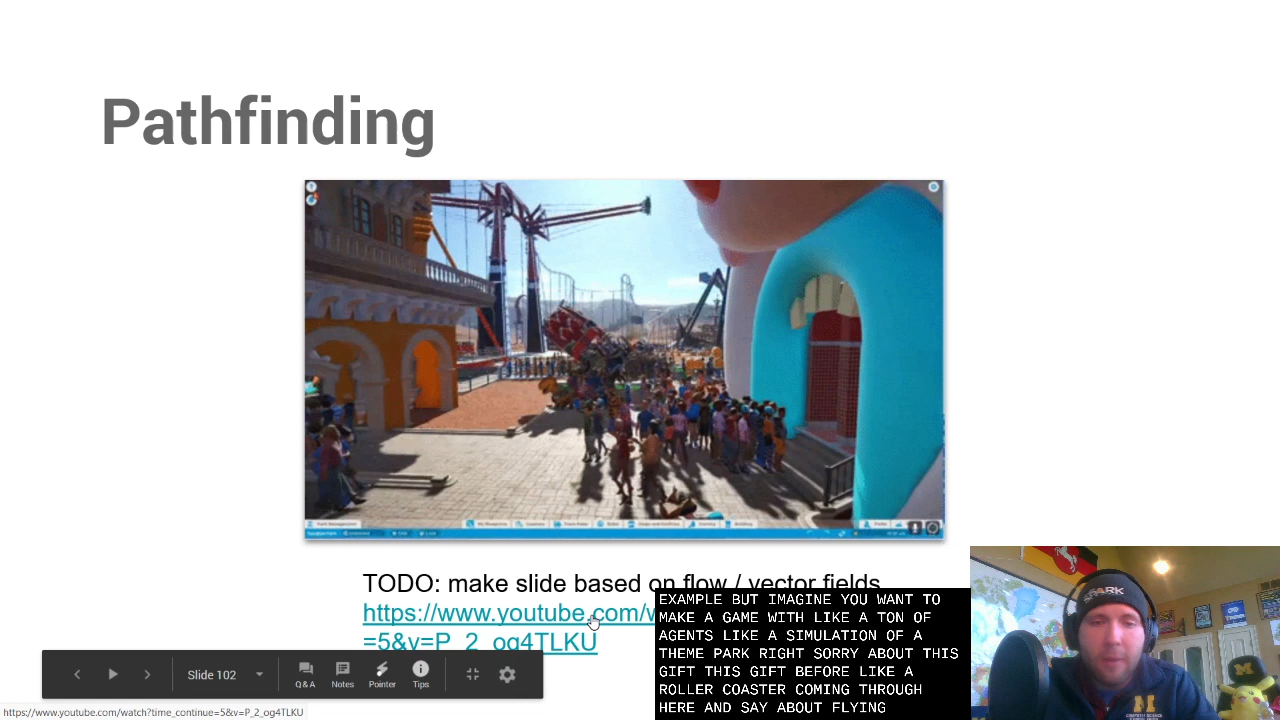 Pathfinding
TODO: make slide based on flow / vector fields
https://www.youtube.com/w
=5&v=P_2_og4TLKU
EXAMPLE BUT IMAGINE YOU WANT TO
MAKE A GAME WITH LIKE A TON OF
AGENTS LIKE A SIMULATION OF A
THEME PARK RIGHT SORRY ABOUT THIS
GIFT THIS GIFT BEFORE LIKE A
ROLLER COASTER COMING THROUGH
HERE AND SAY ABOUT FLYING
Slide 102
Q & A
Notes
Pointer
Tips
https://www.youtube.com/watch?time_continue=5&v=P_2_og4TLKU
SPARK
M